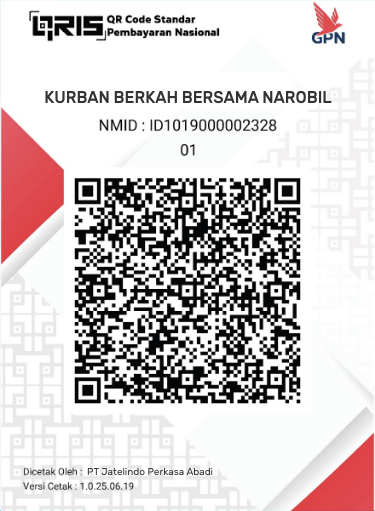 QRIS QR Code Standar
Pembayaran Nasional
GPN
KURBAN BERKAH BERSAMA NAROBIL
NMID : ID1019000002328
01
Dicetak Oleh : PT Jatelindo Perkasa Abadi
Versi Cetak : 1.0.25.06.19